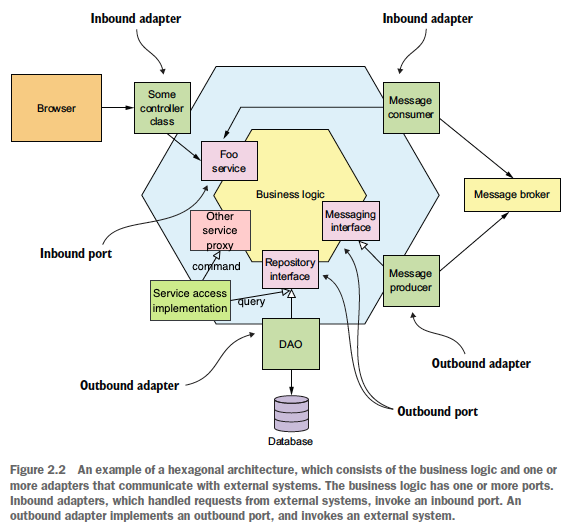 Inbound adapter
Inbound adapter
Browser
Some
controller
class
Message
consumer
Foo
service
Business logic
Message broker
Messaging
interface
Other
service
proxy
Inbound port
command
Repository
interface
Message
producer
Service access
implementation
query
DAO
Outbound adapter
Outbound adapter
Outbound port
Database
Figure 2.2 An example of a hexagonal architecture, which consists of the business logic and one or
more adapters that communicate with external systems. The business logic has one or more ports.
Inbound adapters, which handled requests from external systems, invoke an inbound port. An
outbound adapter implements an outbound port, and invokes an external system.